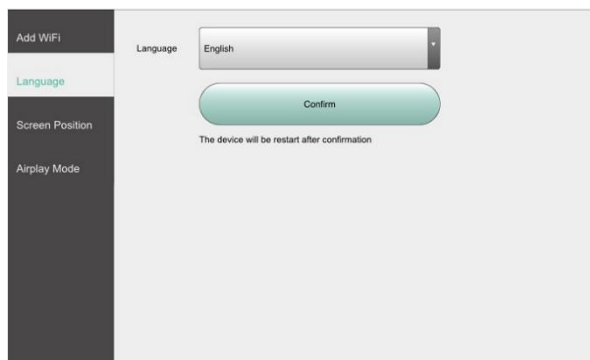 Add WiFi
Language
Screen Position
Airplay Mode
Language
English
Confirm
The device will be restart after confirmation